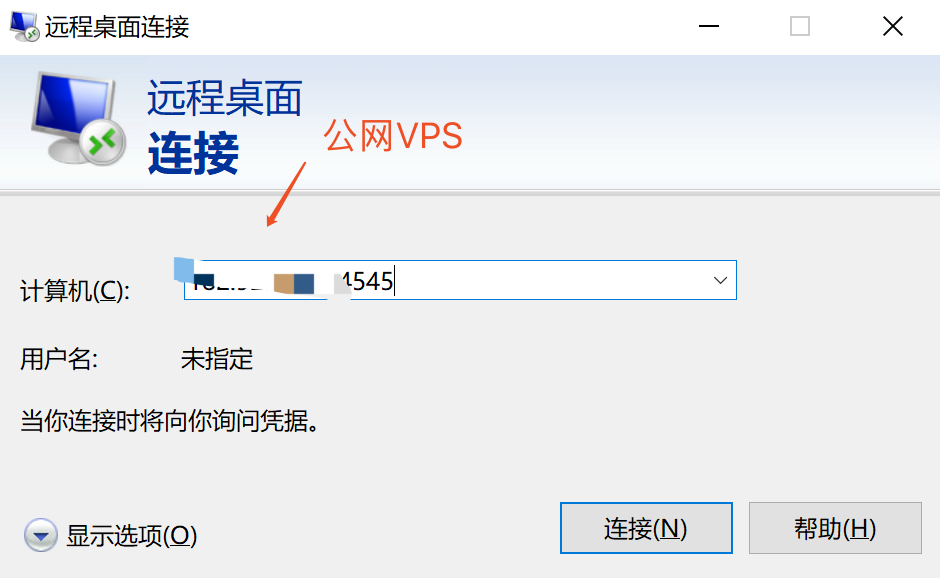 远程桌面连接
远程桌面
连接
公网VPS
计算机(C): 4545
用户名: 未指定
当你连接时将向你询问凭据。
显示选项(O)
连接(N)
帮助(H)